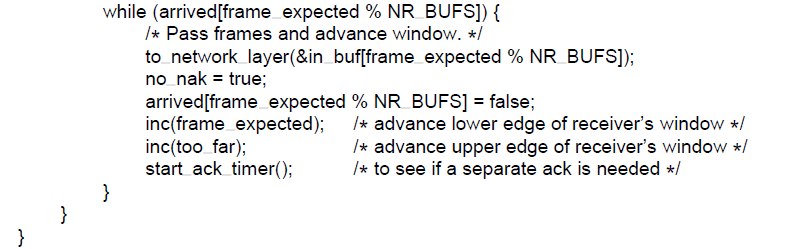 while (arrived[frame_expected % NR_BUFS]) {
/* Pass frames and advance window. */
to_network_layer(&in_buf[frame_expected % NR_BUFS]);
no_nak = true;
arrived[frame_expected % NR_BUFS] = false;
inc(frame_expected); /* advance lower edge of receiver's window */
inc(too_far); /* advance upper edge of receiver's window */
start_ack_timer(); /* to see if a separate ack is needed */
}
}
}